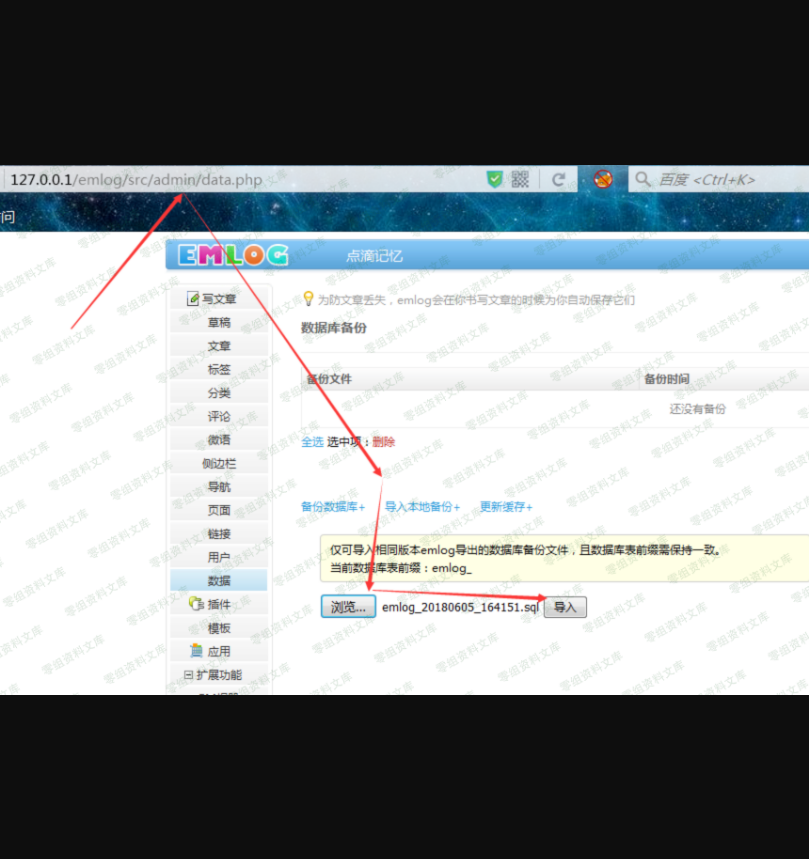 127.0.0.1/emlog/src/admin/data.php
百度 <Ctrl+K>
问
EMLOG
点滴记忆
写文章
草稿
文章
标签
分类
评论
微语
侧边栏
导航
页面
链接
用户
数据
插件
模板
应用
扩展功能
为防文章丢失，emlog会在你书写文章的时候为你自动保存它们
数据库备份
备份文件 备份时间
还没有备份
全选 选中项：删除
备份数据库+ 导入本地备份+ 更新缓存+
仅可导入相同版本emlog导出的数据库备份文件，且数据库表前缀需保持一致。
当前数据库表前缀：emlog_
浏览... emlog_20180605_164151.sql 导入
零组资料文库